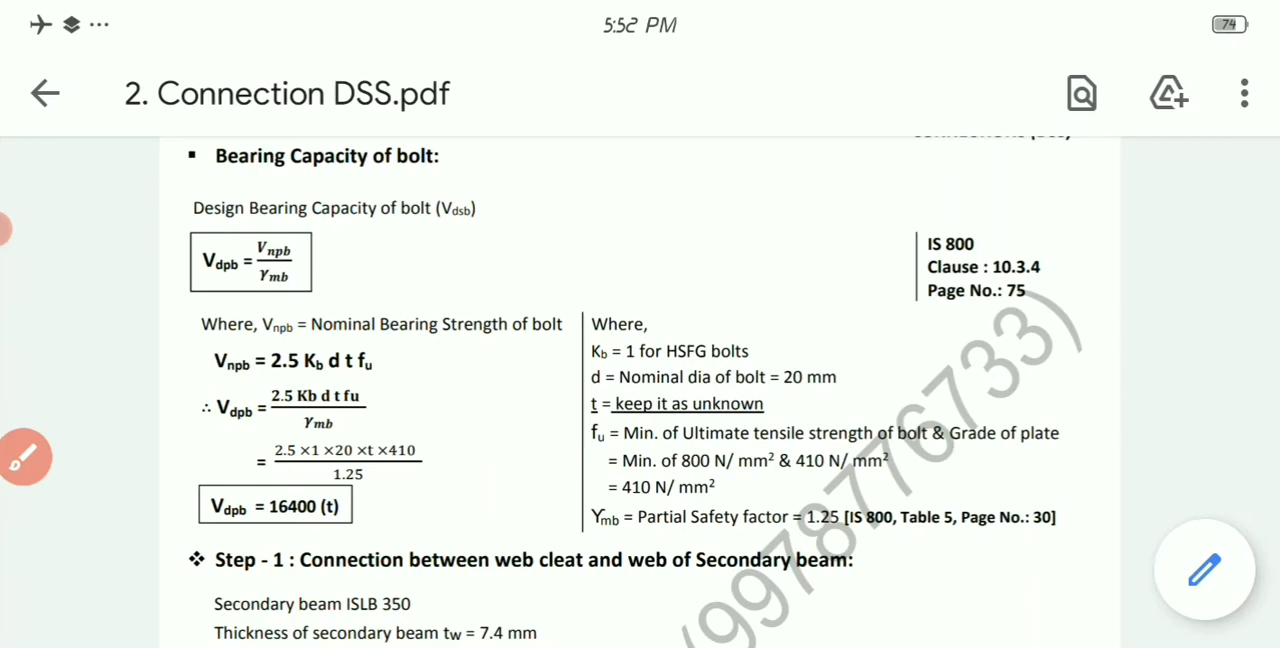 5:52 PM
74
2. Connection DSS.pdf
▪ Bearing Capacity of bolt:
Design Bearing Capacity of bolt (Vdsb)
Vdpb = Vnpb / γmb
IS 800
Clause : 10.3.4
Page No.: 75
Where, Vnpb = Nominal Bearing Strength of bolt
Vnpb = 2.5 Kb d t fu
∴ Vdpb = 2.5 Kb d t fu / γmb
= 2.5 ×1 ×20 ×t ×410 / 1.25
Vdpb = 16400 (t)
Where,
Kb = 1 for HSFG bolts
d = Nominal dia of bolt = 20 mm
t = keep it as unknown
fu = Min. of Ultimate tensile strength of bolt & Grade of plate
= Min. of 800 N/ mm² & 410 N/ mm²
= 410 N/ mm²
Ymb = Partial Safety factor = 1.25 [IS 800, Table 5, Page No.: 30]
❖ Step - 1 : Connection between web cleat and web of Secondary beam:
Secondary beam ISLB 350
Thickness of secondary beam tw = 7.4 mm
(9978776733)